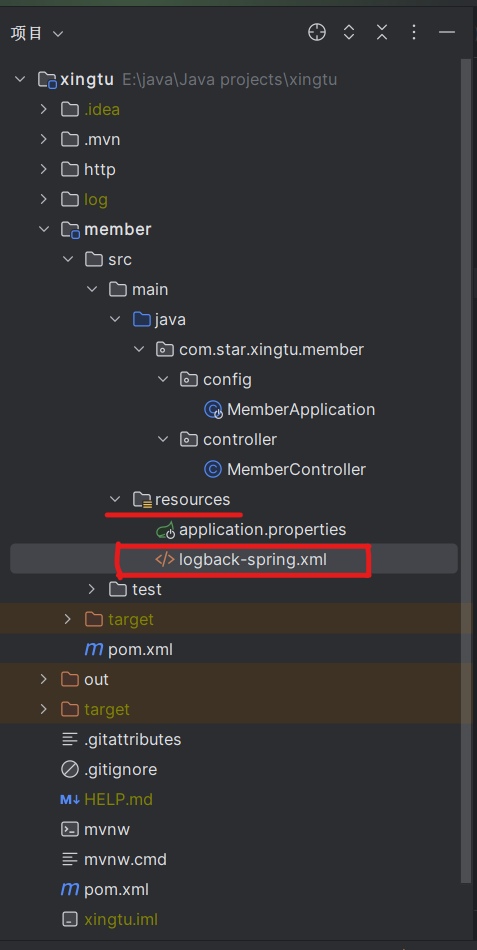 项目
xingtu E:\java\Java projects\xingtu
.idea
.mvn
http
log
member
src
main
java
com.star.xingtu.member
config
MemberApplication
controller
MemberController
resources
application.properties
logback-spring.xml
test
target
pom.xml
out
target
.gitattributes
.gitignore
HELP.md
mvnw
mvnw.cmd
pom.xml
xingtu.iml